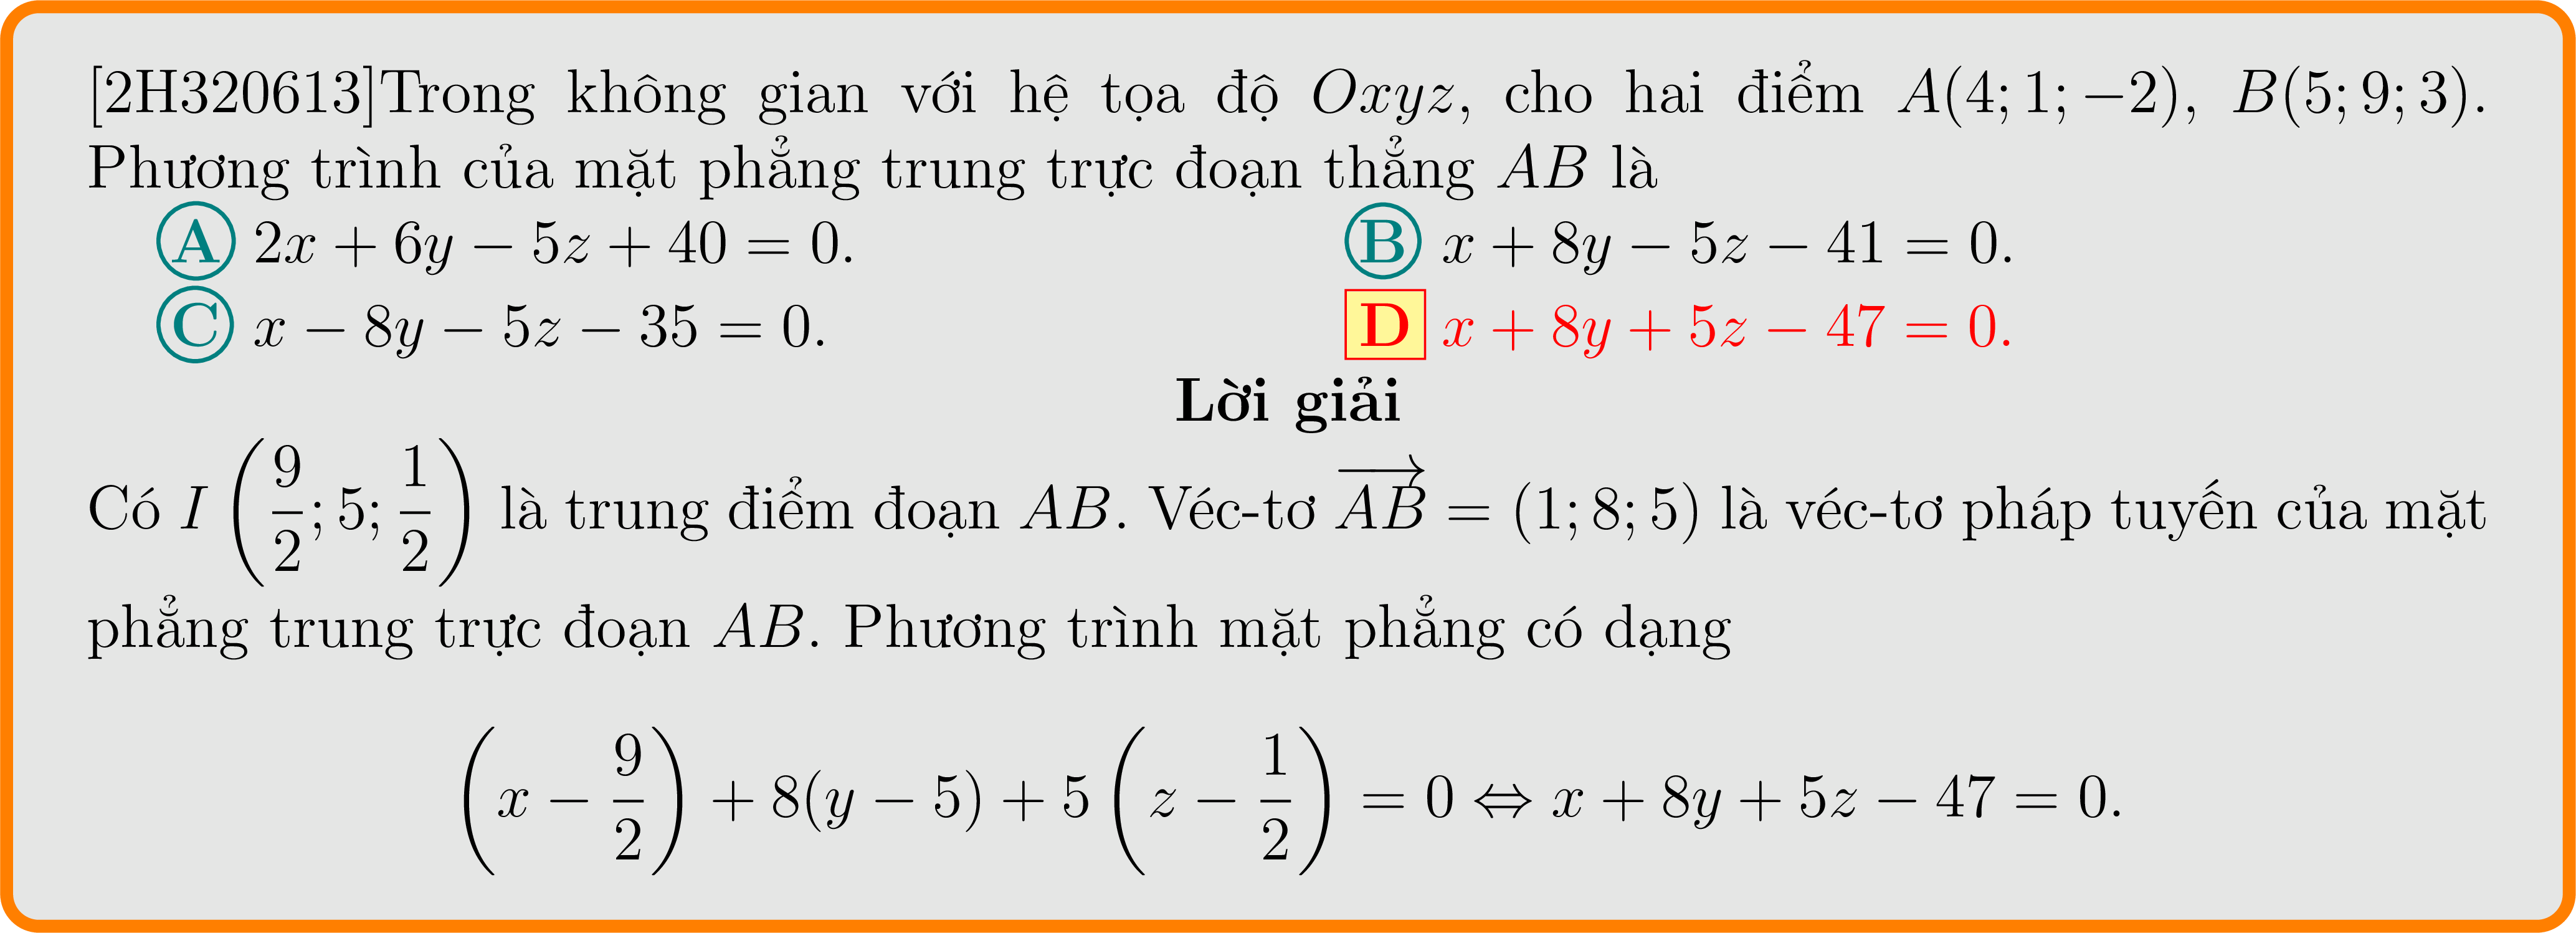 [2H320613]Trong không gian với hệ tọa độ Oxyz, cho hai điểm A(4; 1; −2), B(5; 9; 3).
Phương trình của mặt phẳng trung trực đoạn thẳng AB là
A 2x + 6y − 5z + 40 = 0. B x + 8y − 5z − 41 = 0.
C x − 8y − 5z − 35 = 0. D x + 8y + 5z − 47 = 0.
Lời giải
Có $I\left(\dfrac{9}{2}; 5; \dfrac{1}{2}\right)$ là trung điểm đoạn AB. Véc-tơ $\overrightarrow{AB} = (1; 8; 5)$ là véc-tơ pháp tuyến của mặt
phẳng trung trực đoạn AB. Phương trình mặt phẳng có dạng
$\left(x - \dfrac{9}{2}\right) + 8(y - 5) + 5\left(z - \dfrac{1}{2}\right) = 0 \Leftrightarrow x + 8y + 5z - 47 = 0.$